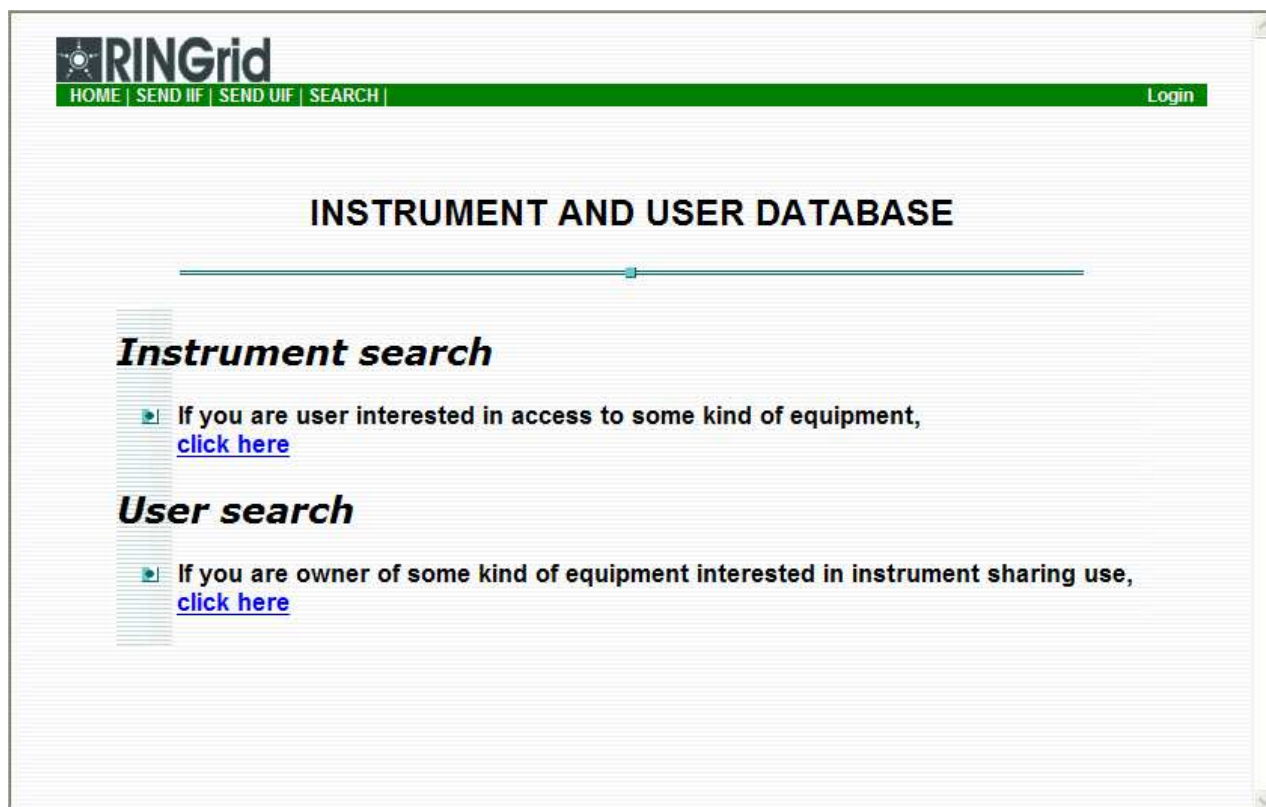 RINGrid
HOME | SEND IIF | SEND UIF | SEARCH | Login
INSTRUMENT AND USER DATABASE
Instrument search
If you are user interested in access to some kind of equipment,
click here
User search
If you are owner of some kind of equipment interested in instrument sharing use,
click here